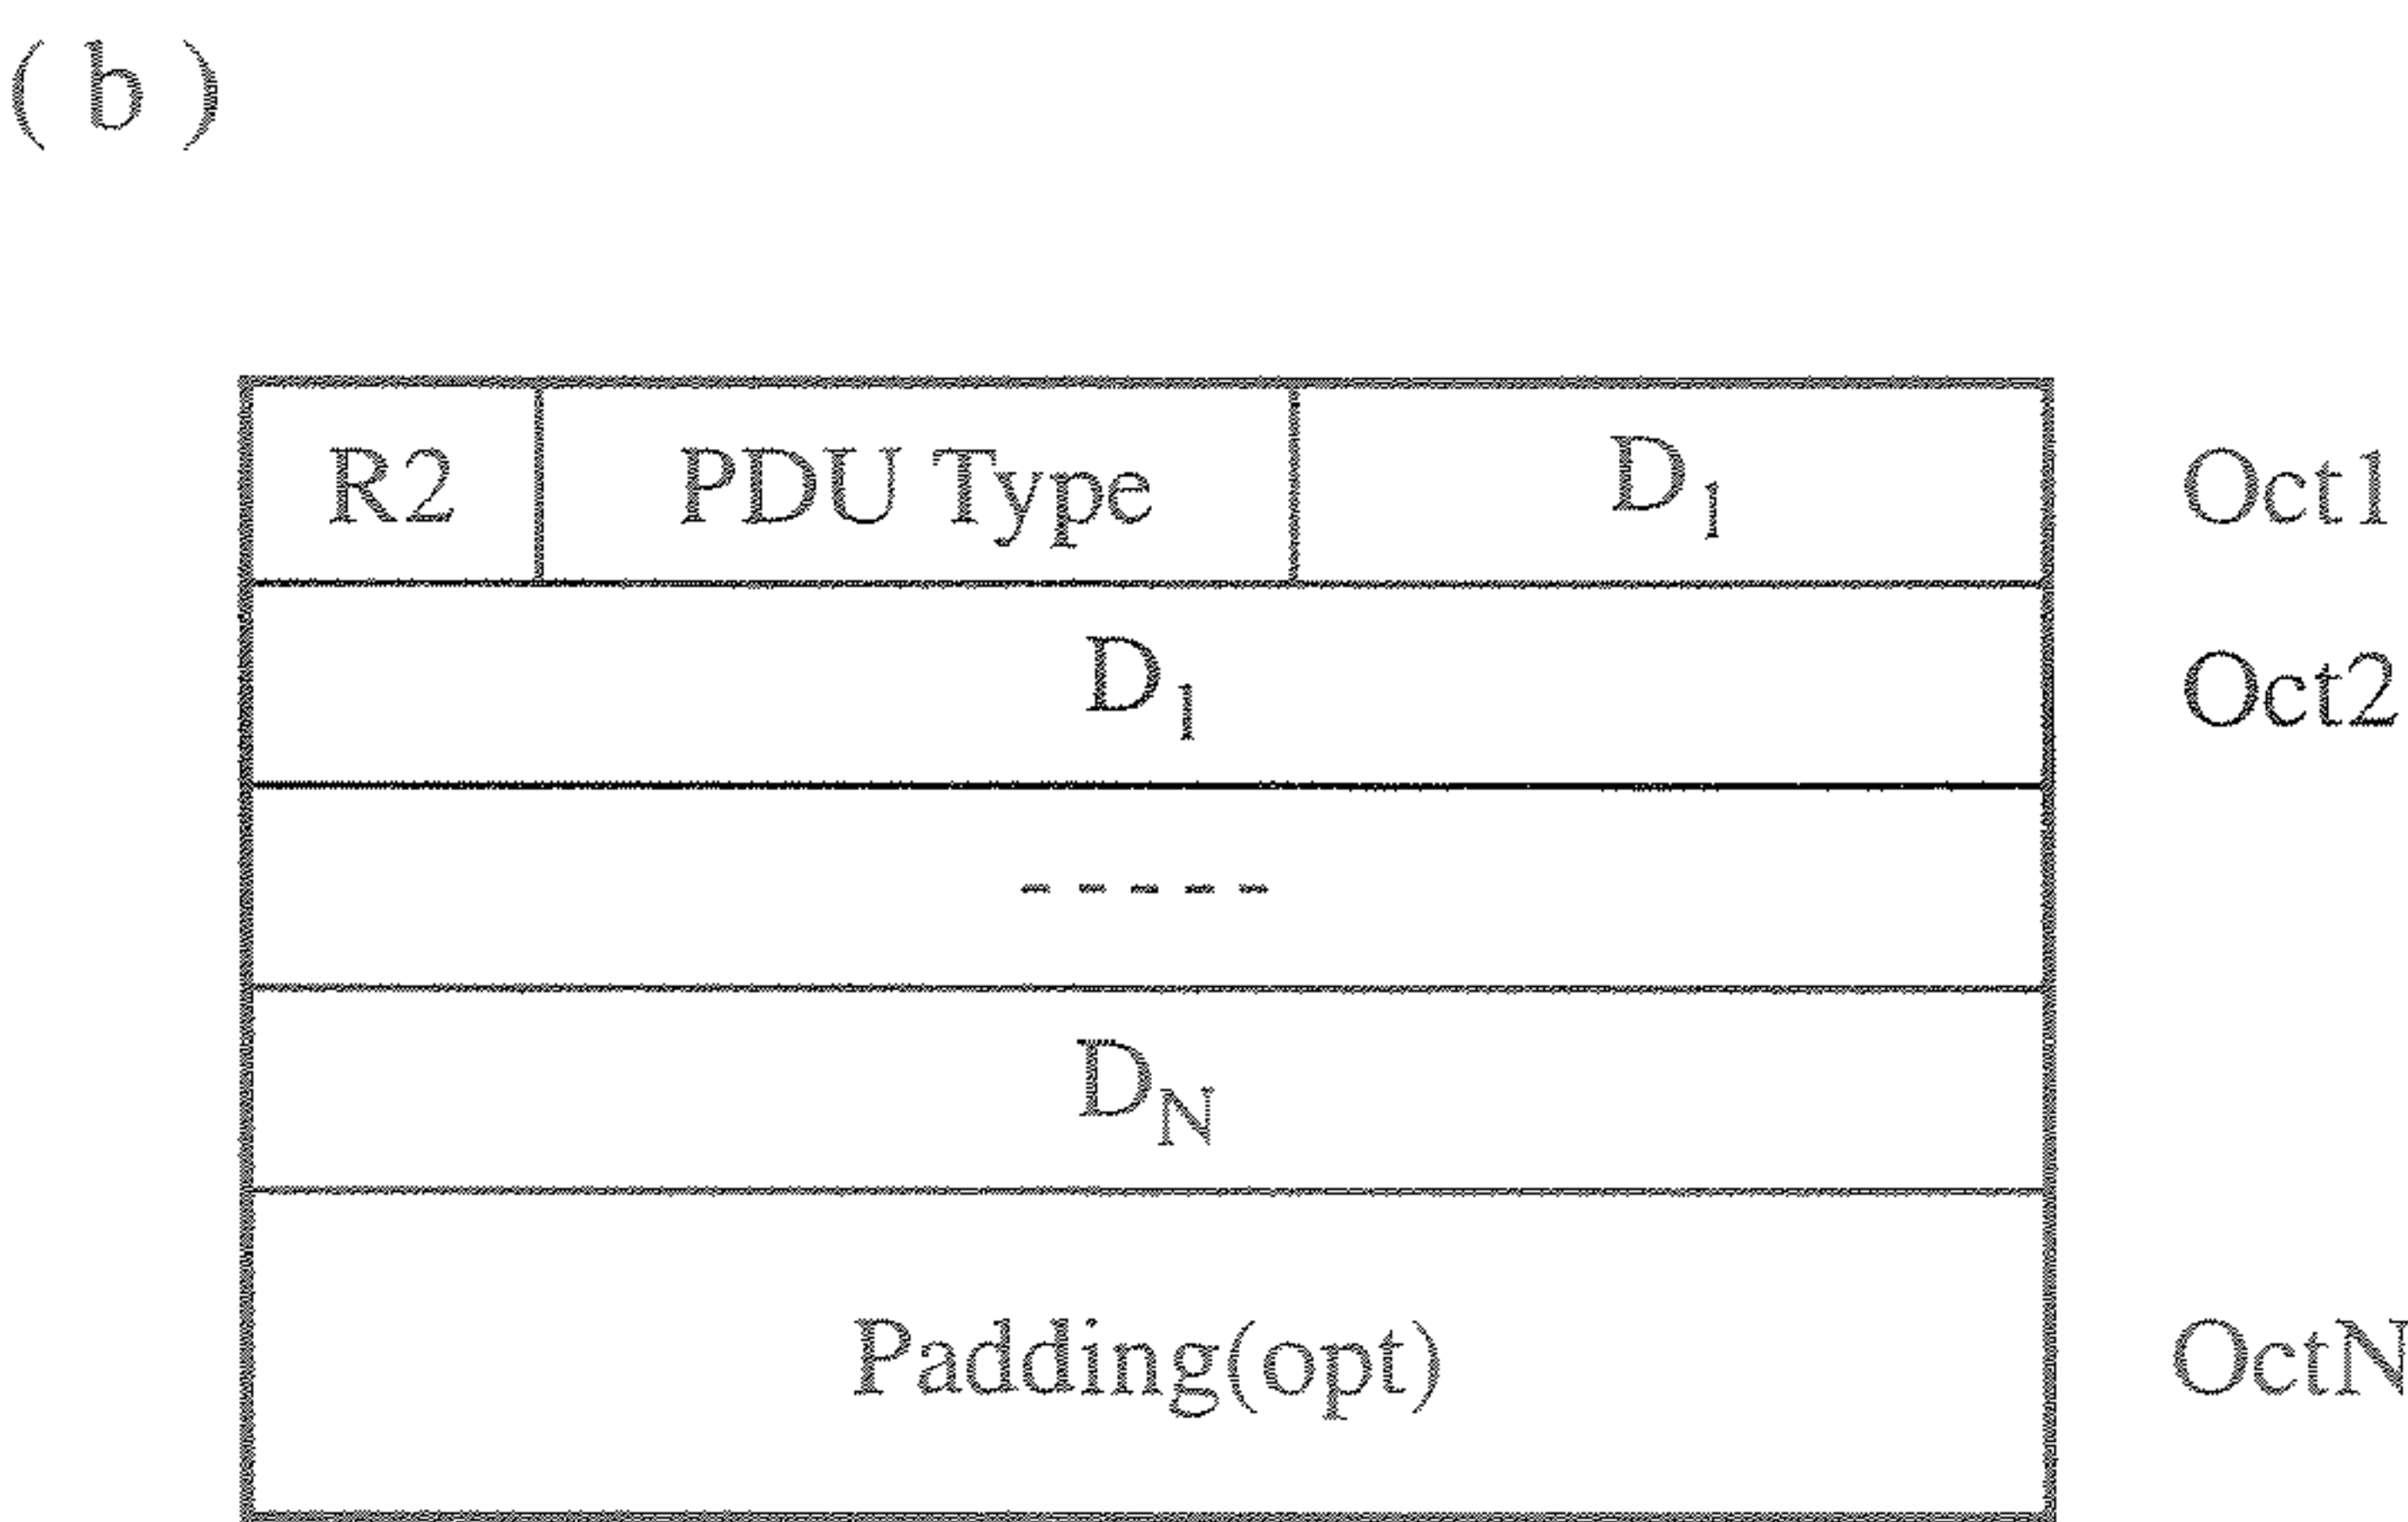 ( b )
R2 PDU Type D1 Oct1
D1 Oct2
- - - - -
DN
Padding(opt) OctN